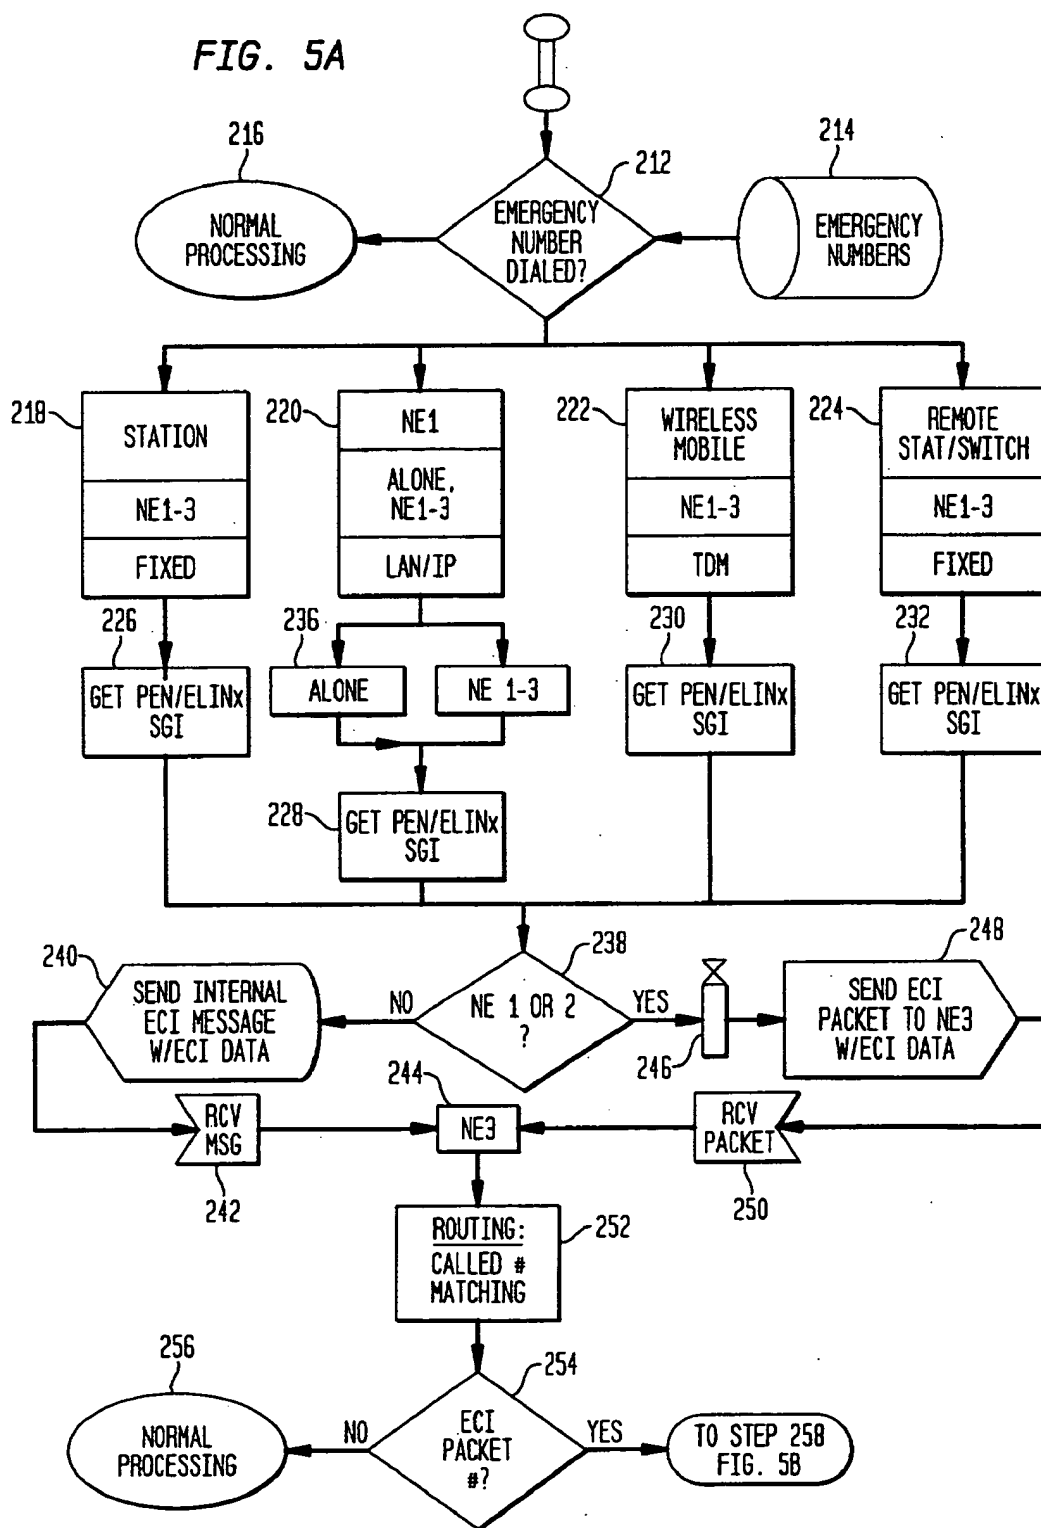 FIG. 5A
216
212
214
NORMAL
PROCESSING
EMERGENCY
NUMBER
DIALED?
EMERGENCY
NUMBERS
218
STATION
NE1-3
FIXED
220
NE1
ALONE,
NE1-3
LAN/IP
222
WIRELESS
MOBILE
NE1-3
TDM
224
REMOTE
STAT/SWITCH
NE1-3
FIXED
226
GET PEN/ELINx
SGI
236
ALONE
NE 1-3
230
GET PEN/ELINx
SGI
232
GET PEN/ELINx
SGI
228
GET PEN/ELINx
SGI
240
SEND INTERNAL
ECI MESSAGE
W/ECI DATA
NO
238
NE 1 OR 2
?
YES
246
248
SEND ECI
PACKET TO NE3
W/ECI DATA
RCV
MSG
242
244
NE3
RCV
PACKET
250
ROUTING:
CALLED #
MATCHING
252
256
NORMAL
PROCESSING
NO
254
ECI
PACKET
#?
YES
TO STEP 258
FIG. 5B